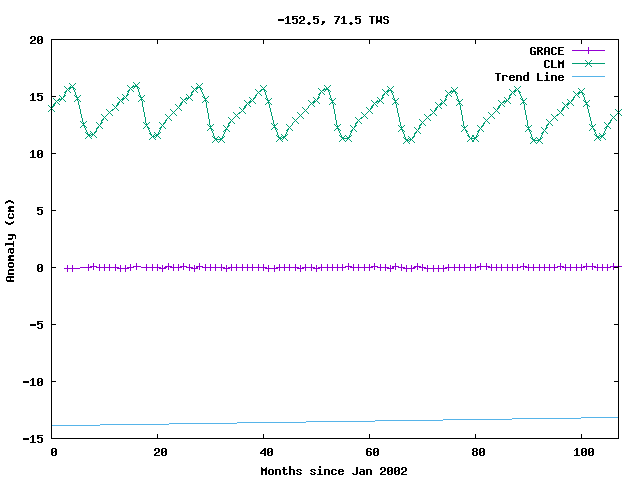 -152.5, 71.5 TWS
GRACE
CLM
Trend Line
20
15
10
5
0
-5
-10
-15
Anomaly (cm)
0 20 40 60 80 100
Months since Jan 2002